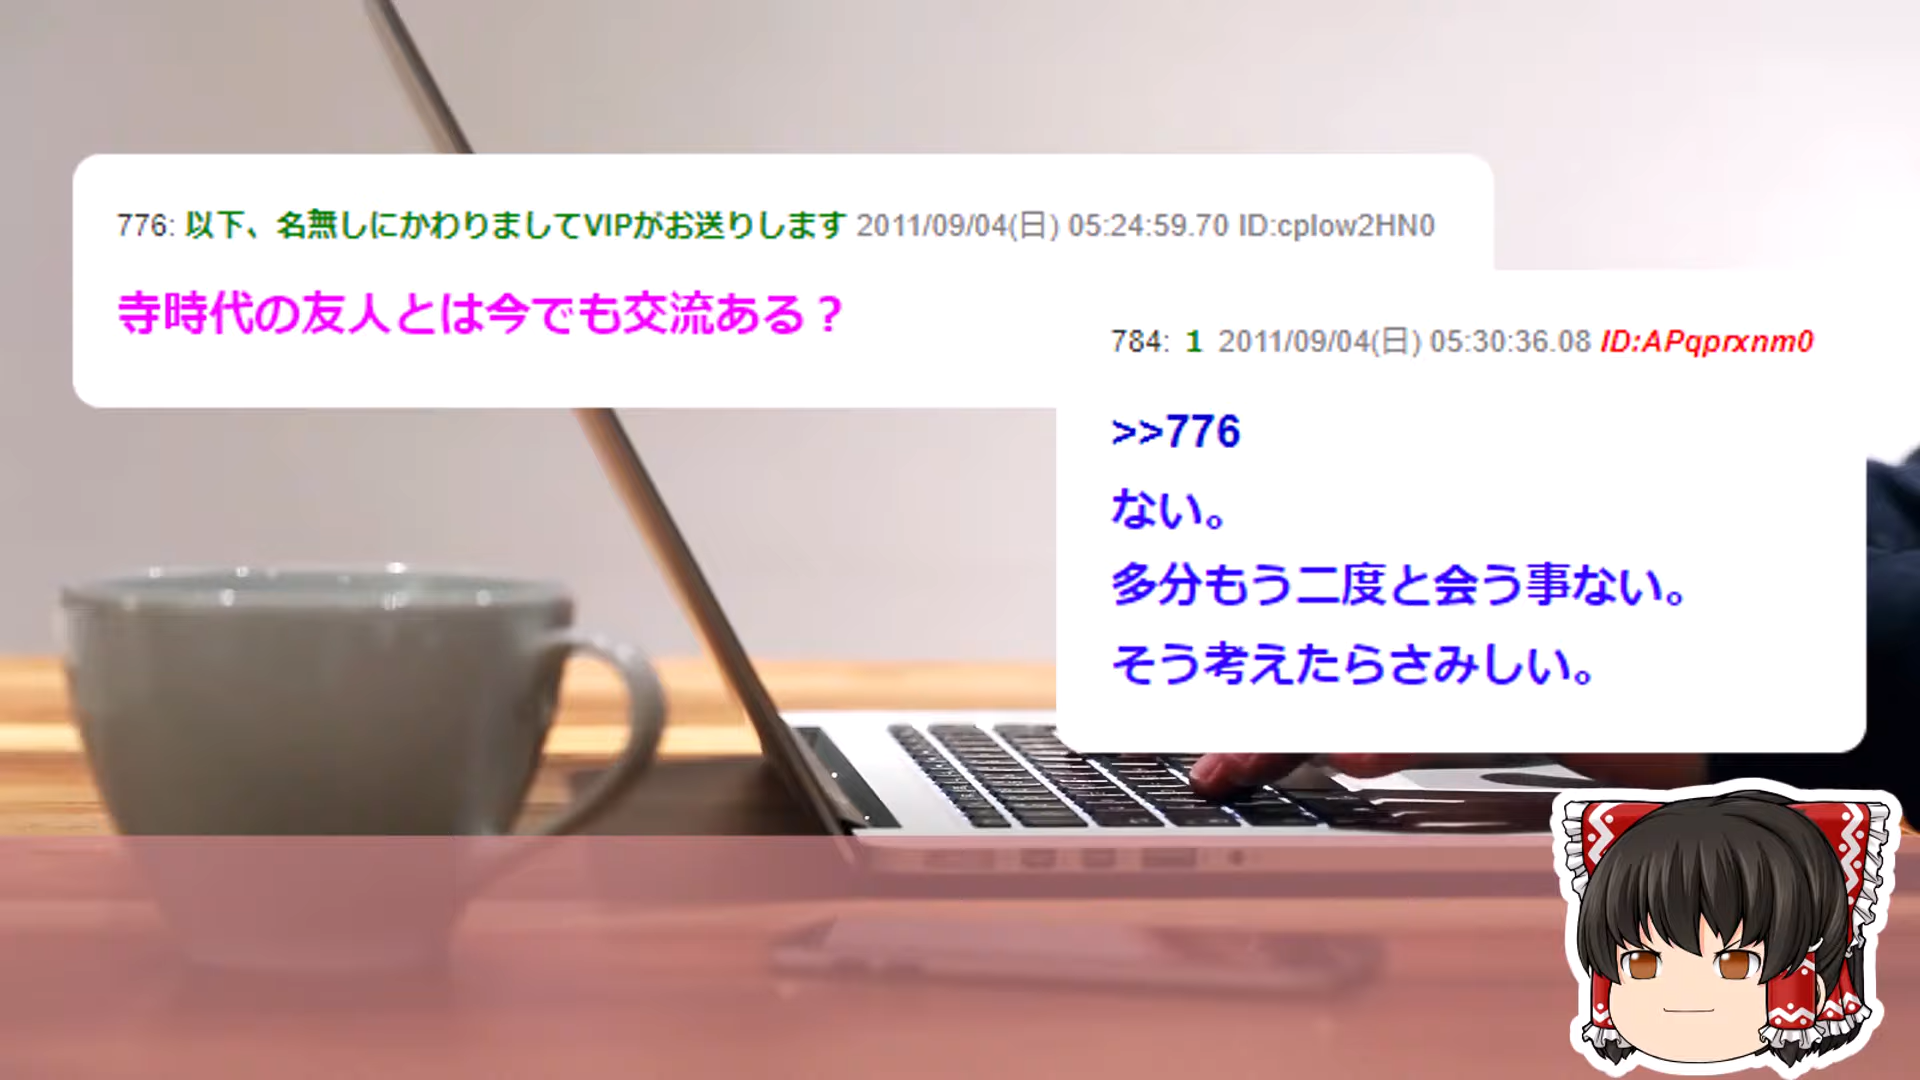 776: 以下、名無しにかわりましてVIPがお送りします 2011/09/04(日) 05:24:59.70 ID:cplow2HN0
寺時代の友人とは今でも交流ある？
784: 1 2011/09/04(日) 05:30:36.08 ID:APqprxnm0
>>776
ない。
多分もう二度と会う事ない。
そう考えたらさみしい。